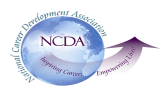 National Career Development Association
NCDA
Inspiring Careers
Empowering Lives